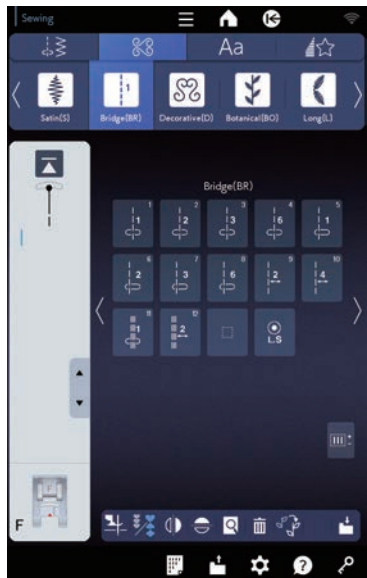 Sewing
Aa
1
Satin(S)
Bridge(BR)
Decorative(D)
Botanical(BO)
Long(L)
Bridge(BR)
1 2 3 4 5
1 2 3 6 1
6 7 8 9 10
2 3 6 2 4
11 12
1 2 L.S
F
?